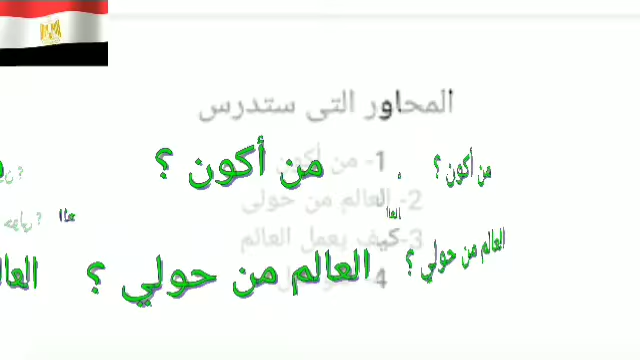 المحاور التى ستدرس
1- من أكون
من أكون ؟
من أكون ؟
2- العالم من حولى
3-كيف يعمل العالم
العالم من حولي ؟
العالم من حولي ؟
4-